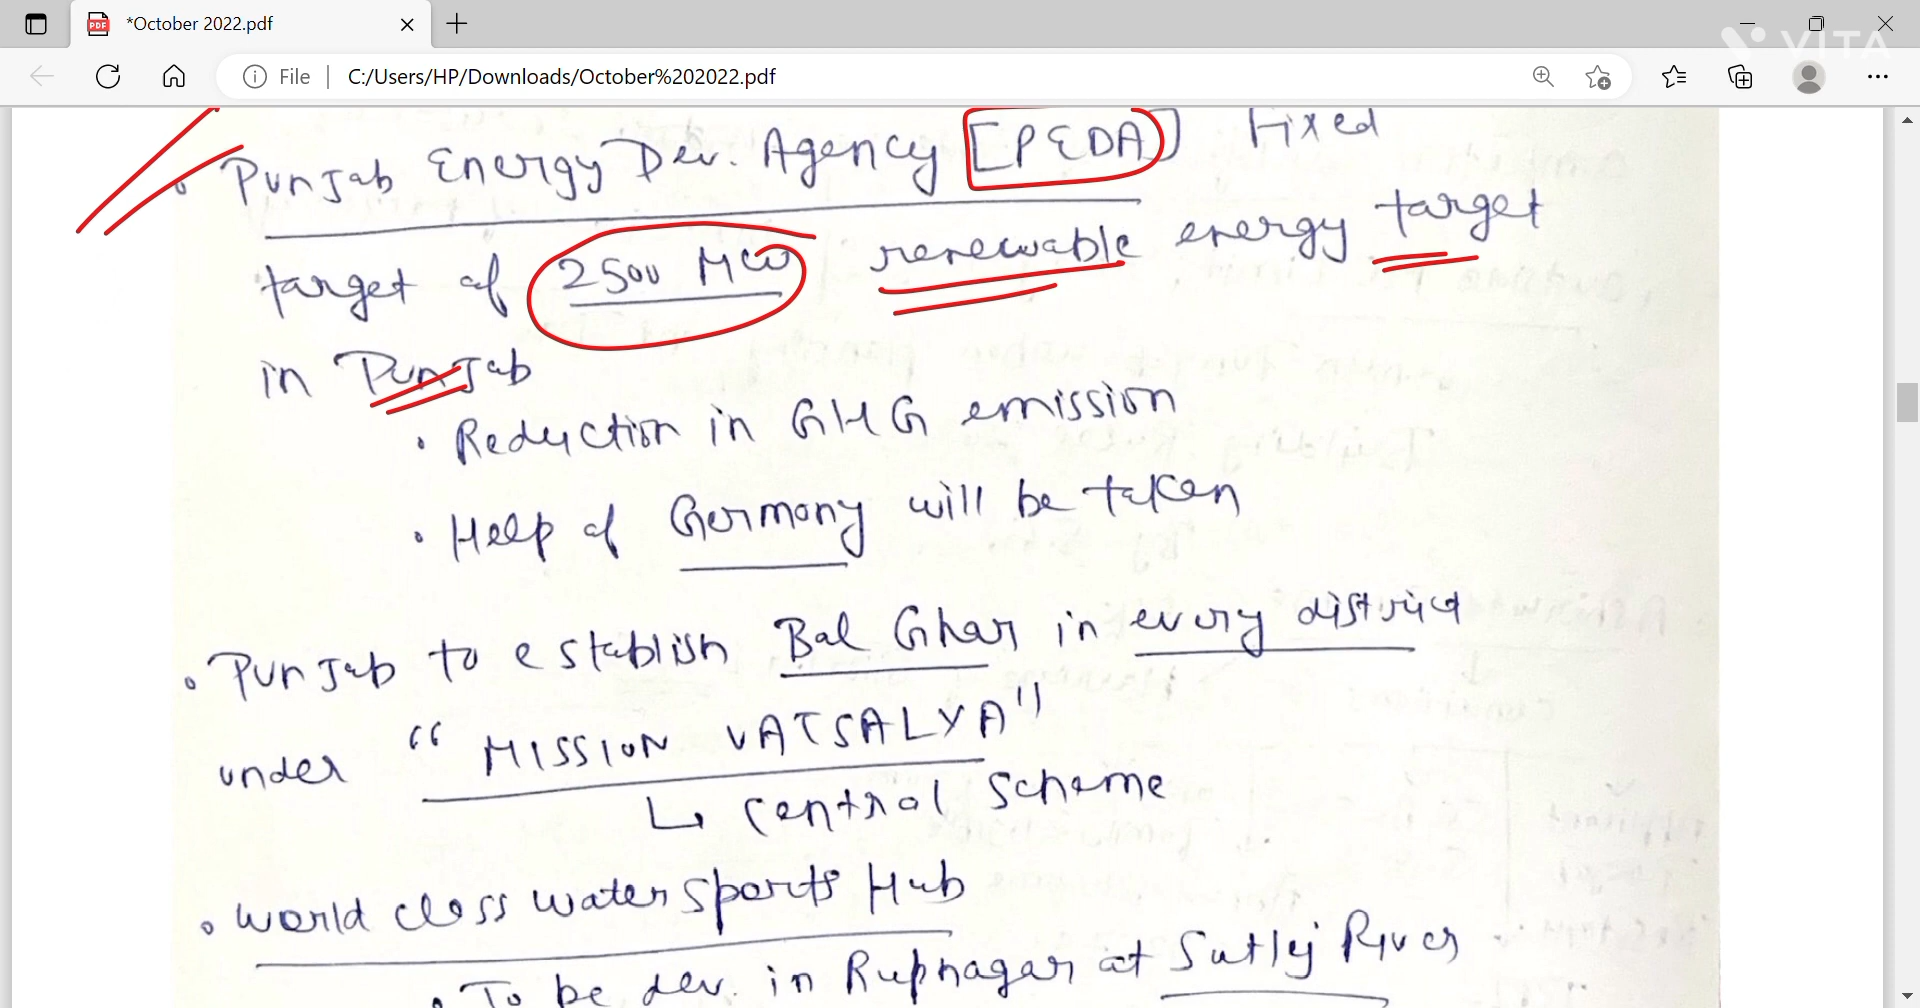 *October 2022.pdf
VITA
File | C:/Users/HP/Downloads/October%202022.pdf
• Punjab Energy Dev. Agency [PEDA] Fixed
target of 2500 MW renewable energy target
in Punjab
• Reduction in GHG emission
• Help of Germany will be taken
• Punjab to establish Bal Ghar in every district
under "MISSION VATSALYA"
↳ Central Scheme
• World class water sports Hub
• To be dev. in Rupnagar at Sutlej River